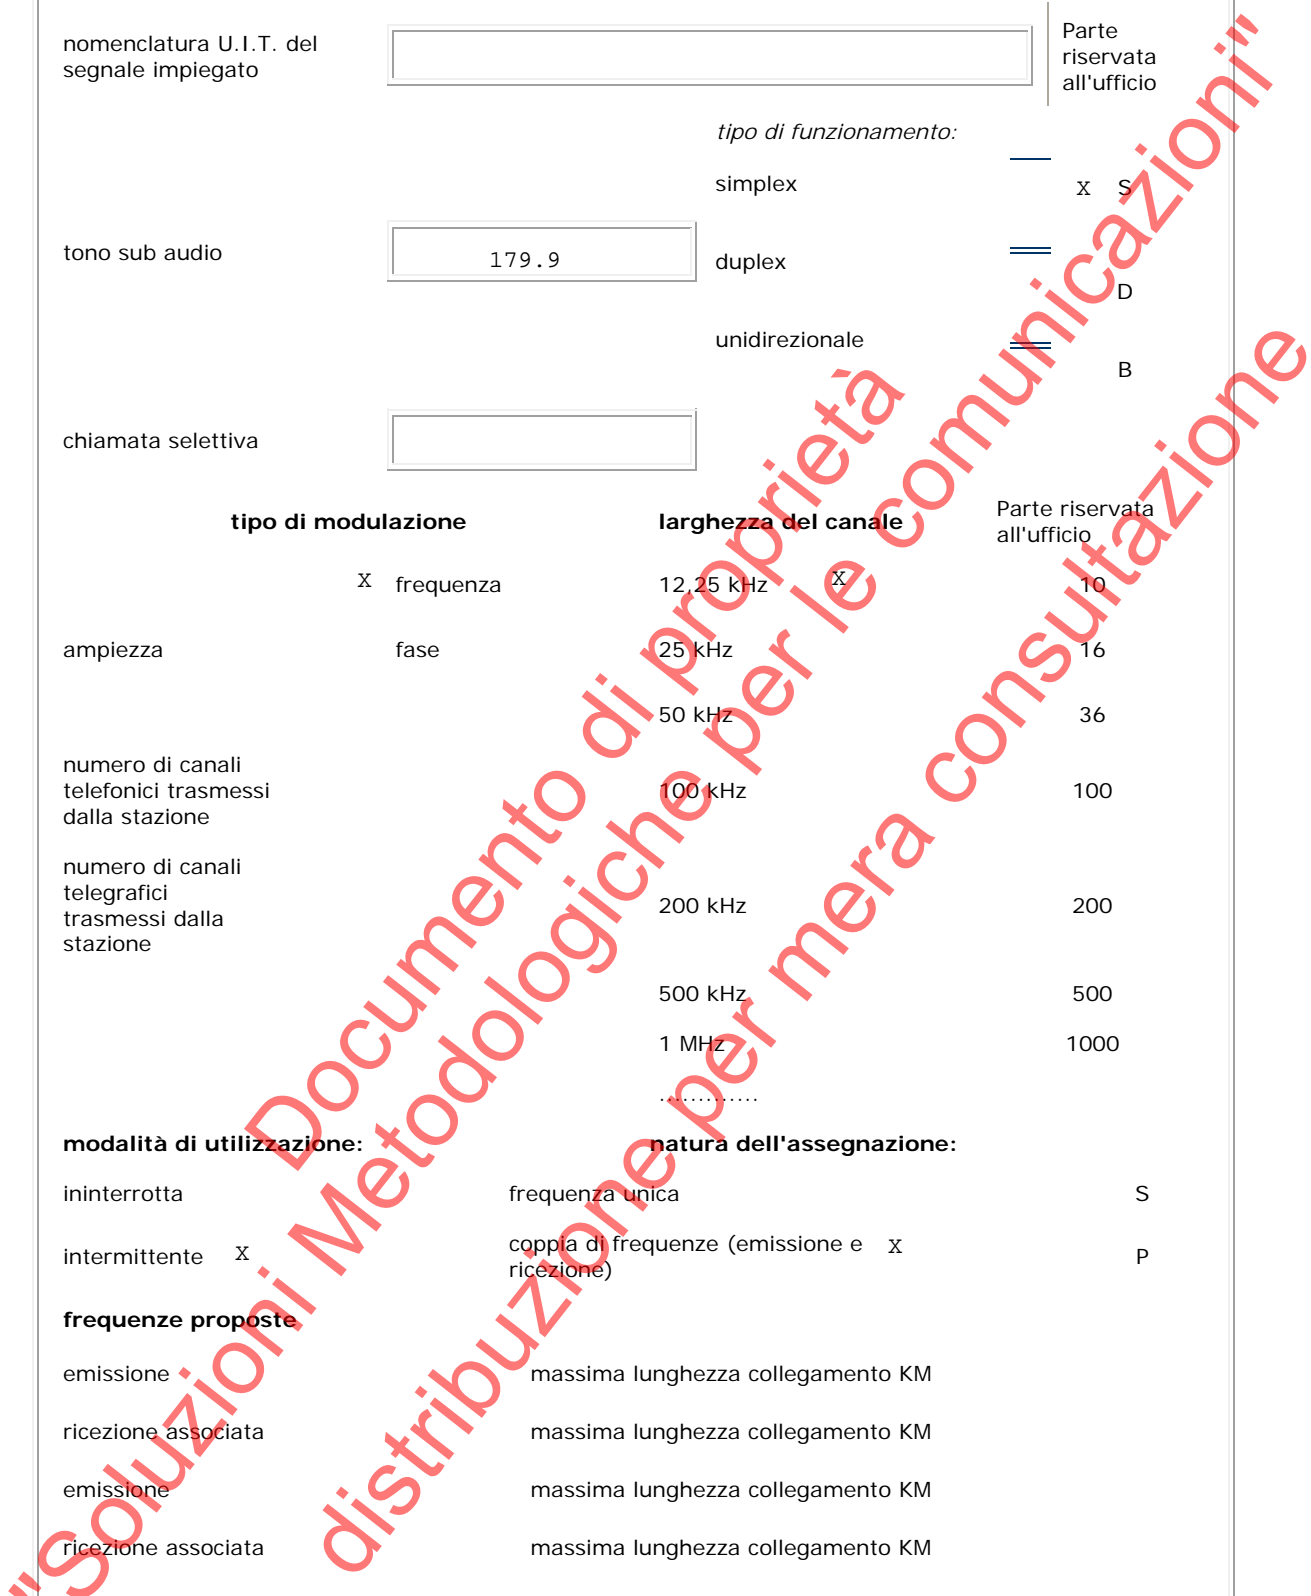 nomenclatura U.I.T. del
segnale impiegato
Parte
riservata
all'ufficio
tipo di funzionamento:
simplex X S
tono sub audio 179.9 duplex
D
unidirezionale
B
chiamata selettiva
tipo di modulazione larghezza del canale Parte riservata
all'ufficio
X frequenza 12,25 kHz X 10
ampiezza fase 25 kHz 16
50 kHz 36
numero di canali
telefonici trasmessi
dalla stazione
100 kHz 100
numero di canali
telegrafici
trasmessi dalla
stazione
200 kHz 200
500 kHz 500
1 MHz 1000
.............
modalità di utilizzazione: natura dell'assegnazione:
ininterrotta frequenza unica S
intermittente X coppia di frequenze (emissione e X P
ricezione)
frequenze proposte
emissione massima lunghezza collegamento KM
ricezione associata massima lunghezza collegamento KM
emissione massima lunghezza collegamento KM
ricezione associata massima lunghezza collegamento KM
Documento di proprietà
"Soluzioni Metodologiche per le comunicazioni"
distribuzione per mera consultazione